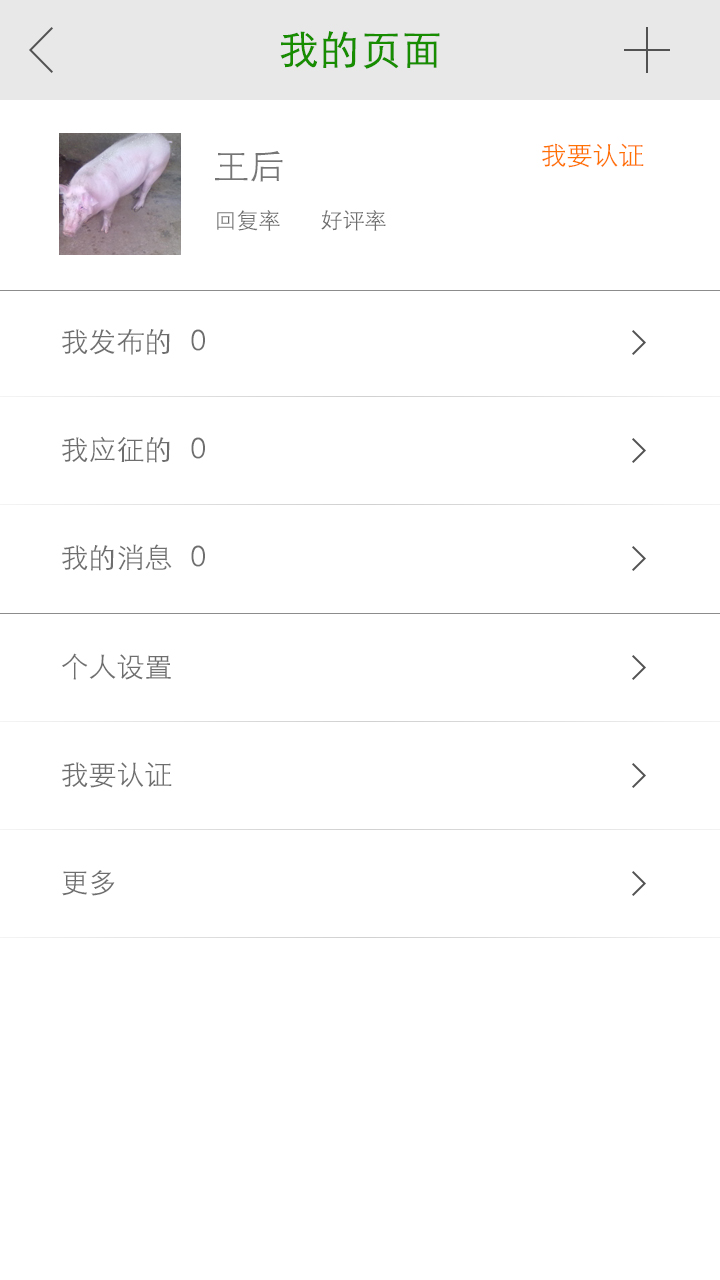 我的页面
王后
我要认证
回复率 好评率
我发布的 0
我应征的 0
我的消息 0
个人设置
我要认证
更多